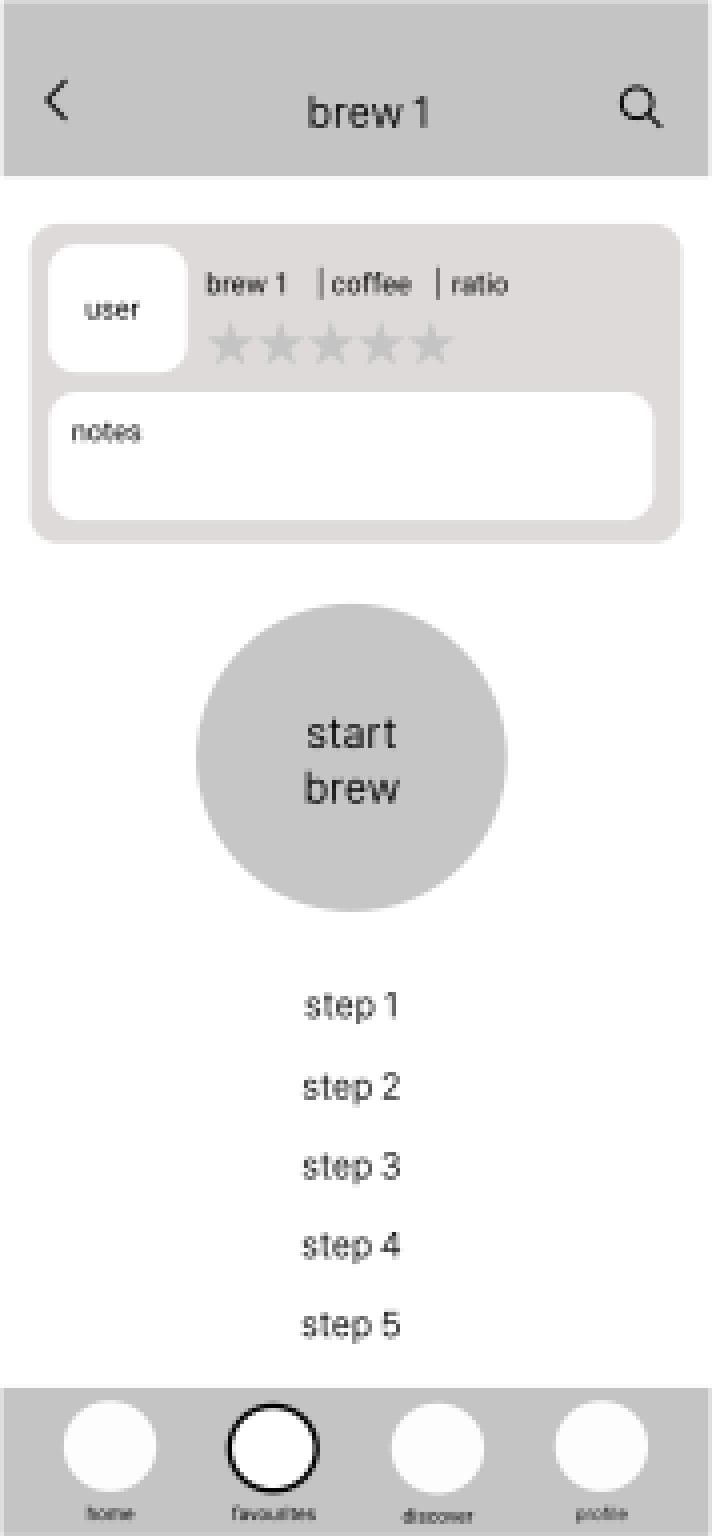 brew 1
user
brew 1 | coffee | ratio
notes
start
brew
step 1
step 2
step 3
step 4
step 5
home favourites discover profile